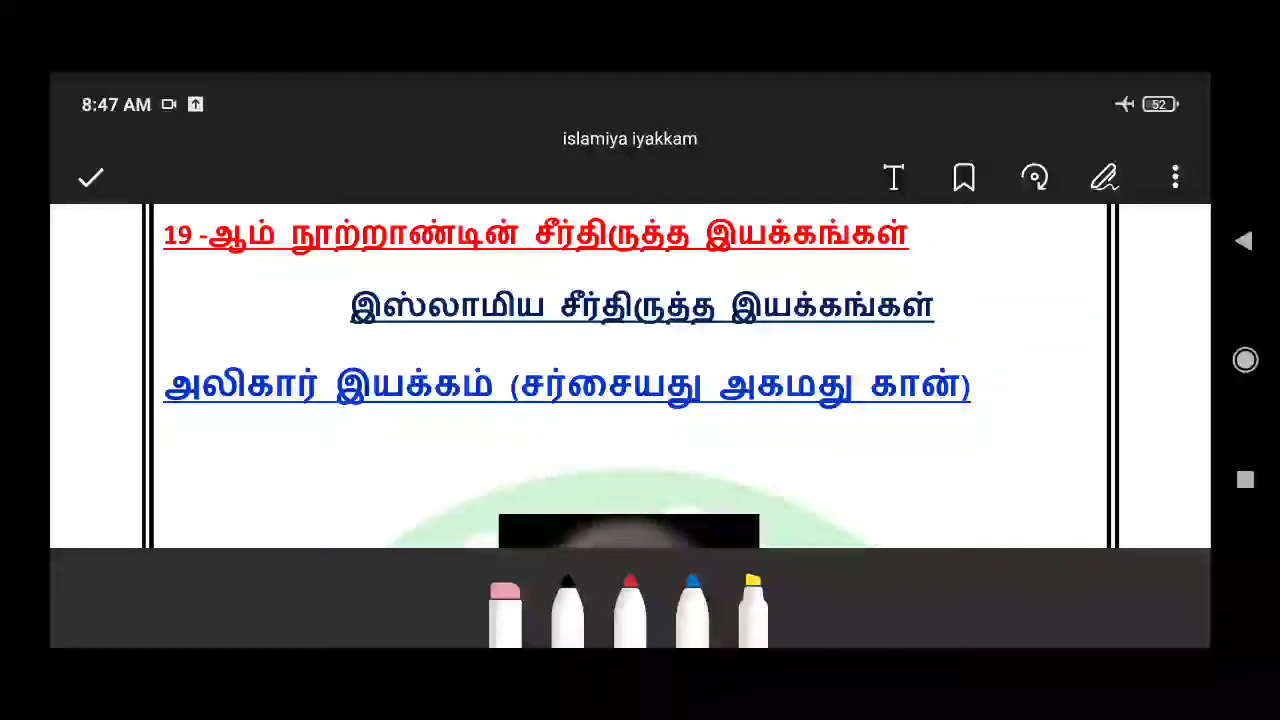 8:47 AM
52
islamiya iyakkam
19 -ஆம் நூற்றாண்டின் சீர்திருத்த இயக்கங்கள்
இஸ்லாமிய சீர்திருத்த இயக்கங்கள்
அலிகார் இயக்கம் (சர்சையது அகமது கான்)